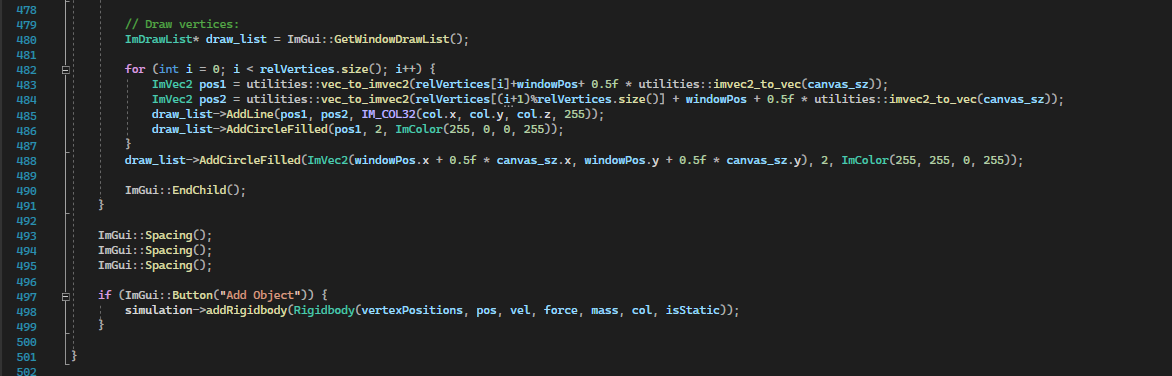 478
479 // Draw vertices:
480 ImDrawList* draw_list = ImGui::GetWindowDrawList();
481
482 for (int i = 0; i < relVertices.size(); i++) {
483 ImVec2 pos1 = utilities::vec_to_imvec2(relVertices[i]+windowPos+ 0.5f * utilities::imvec2_to_vec(canvas_sz));
484 ImVec2 pos2 = utilities::vec_to_imvec2(relVertices[(i+1)%relVertices.size()] + windowPos + 0.5f * utilities::imvec2_to_vec(canvas_sz));
485 draw_list->AddLine(pos1, pos2, IM_COL32(col.x, col.y, col.z, 255));
486 draw_list->AddCircleFilled(pos1, 2, ImColor(255, 0, 0, 255));
487 }
488 draw_list->AddCircleFilled(ImVec2(windowPos.x + 0.5f * canvas_sz.x, windowPos.y + 0.5f * canvas_sz.y), 2, ImColor(255, 255, 0, 255));
489
490 ImGui::EndChild();
491 }
492
493 ImGui::Spacing();
494 ImGui::Spacing();
495 ImGui::Spacing();
496
497 if (ImGui::Button("Add Object")) {
498 simulation->addRigidbody(Rigidbody(vertexPositions, pos, vel, force, mass, col, isStatic));
499 }
500
501 }
502